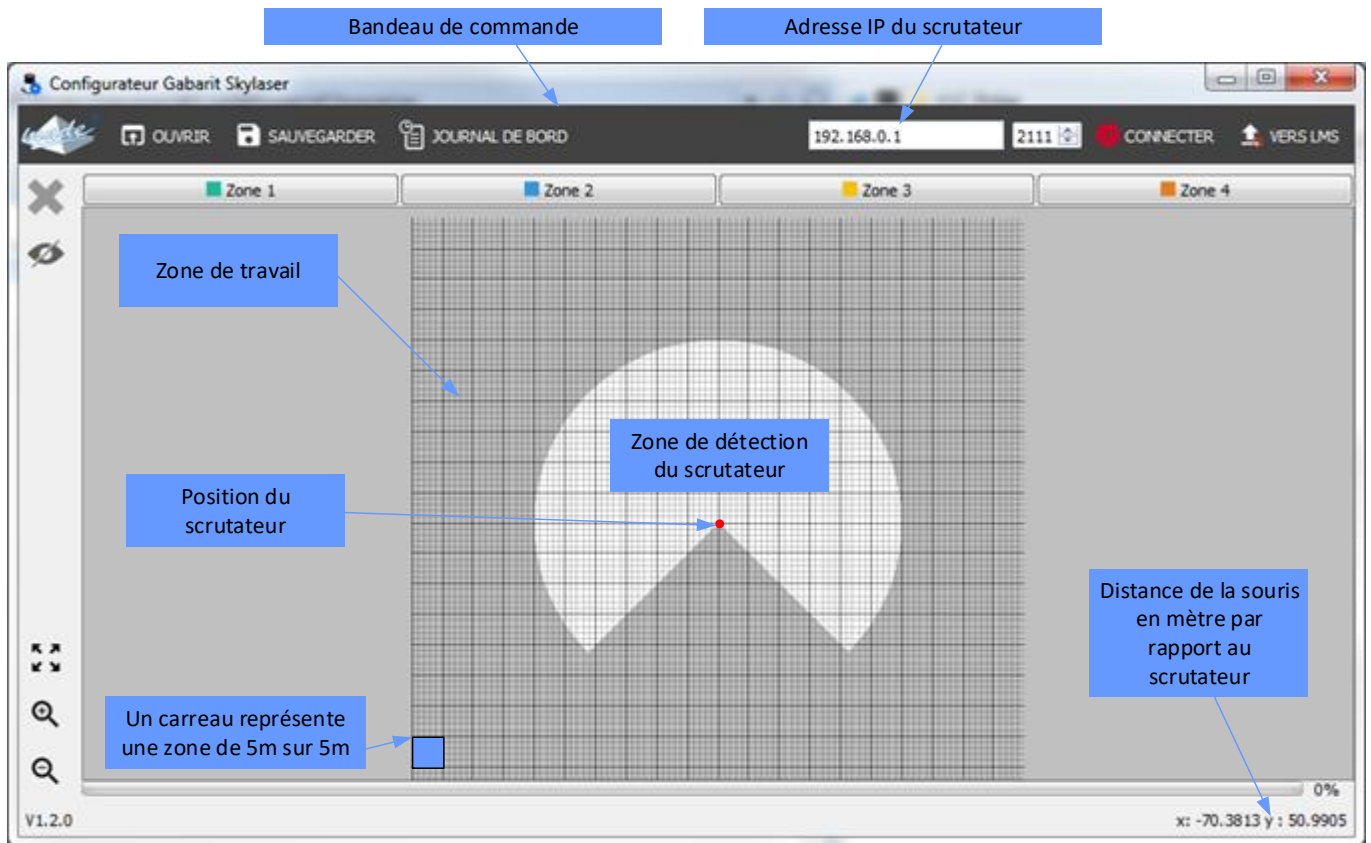 Bandeau de commande
Adresse IP du scrutateur
Configurateur Gabarit Skylaser
OUVRIR
SAUVEGARDER
JOURNAL DE BORD
192.168.0.1
2111
CONNECTER
VERS LMS
Zone 1
Zone 2
Zone 3
Zone 4
Zone de travail
Zone de détection
du scrutateur
Position du
scrutateur
Distance de la souris
en mètre par
rapport au
scrutateur
Un carreau représente
une zone de 5m sur 5m
0%
V1.2.0
x: -70.3813 y : 50.9905